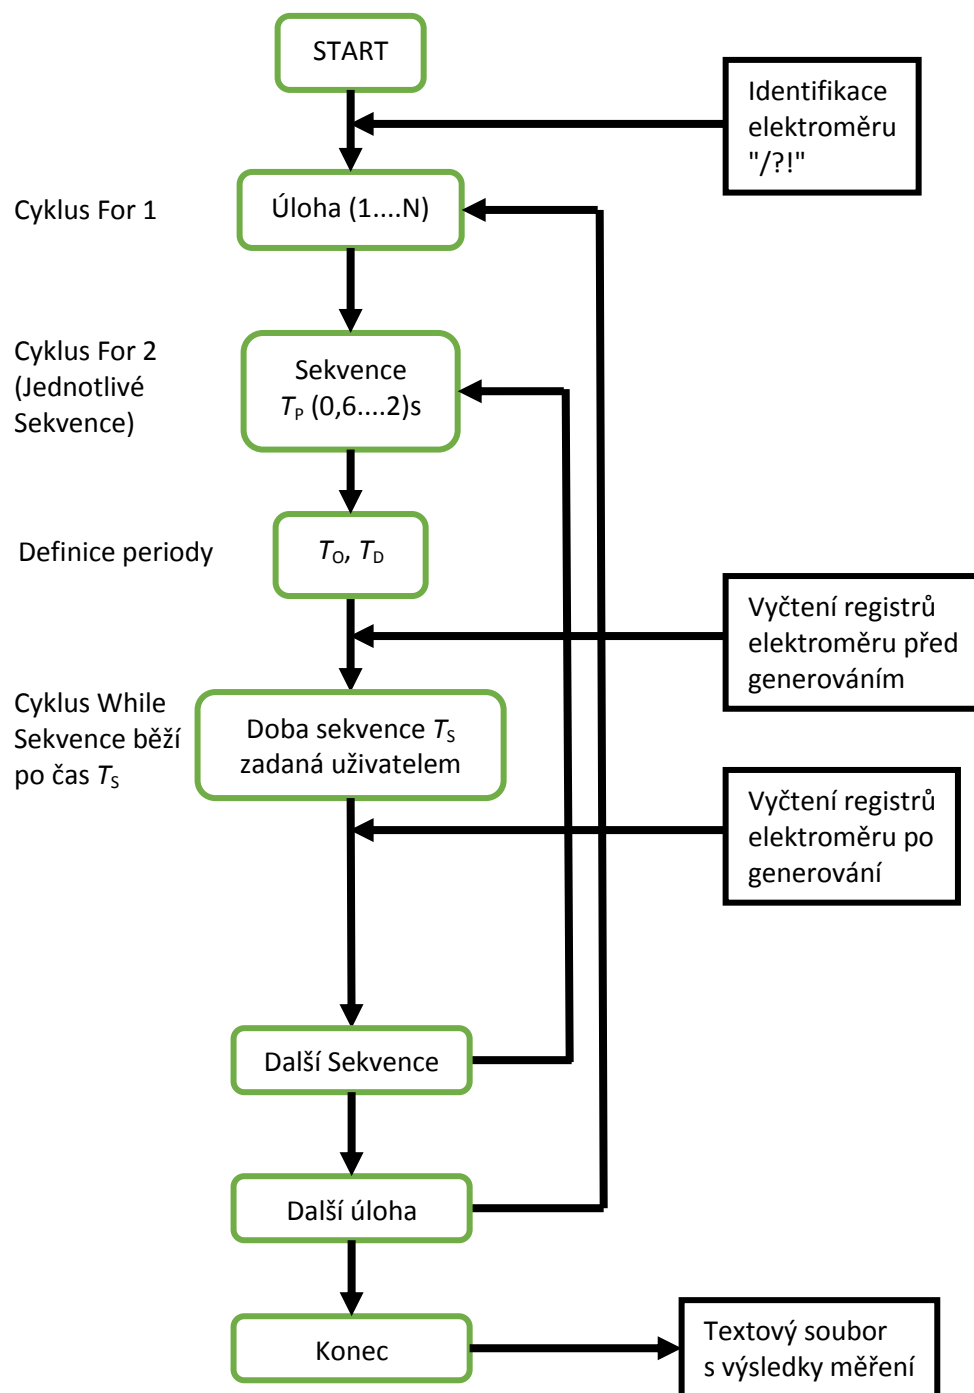 START
Identifikace
elektroměru
"/?!"
Cyklus For 1
Úloha (1....N)
Cyklus For 2
(Jednotlivé
Sekvence)
Sekvence
TP (0,6....2)s
Definice periody
TO, TD
Vyčtení registrů
elektroměru před
generováním
Cyklus While
Sekvence běží
po čas TS
Doba sekvence TS
zadaná uživatelem
Vyčtení registrů
elektroměru po
generování
Další Sekvence
Další úloha
Konec
Textový soubor
s výsledky měření